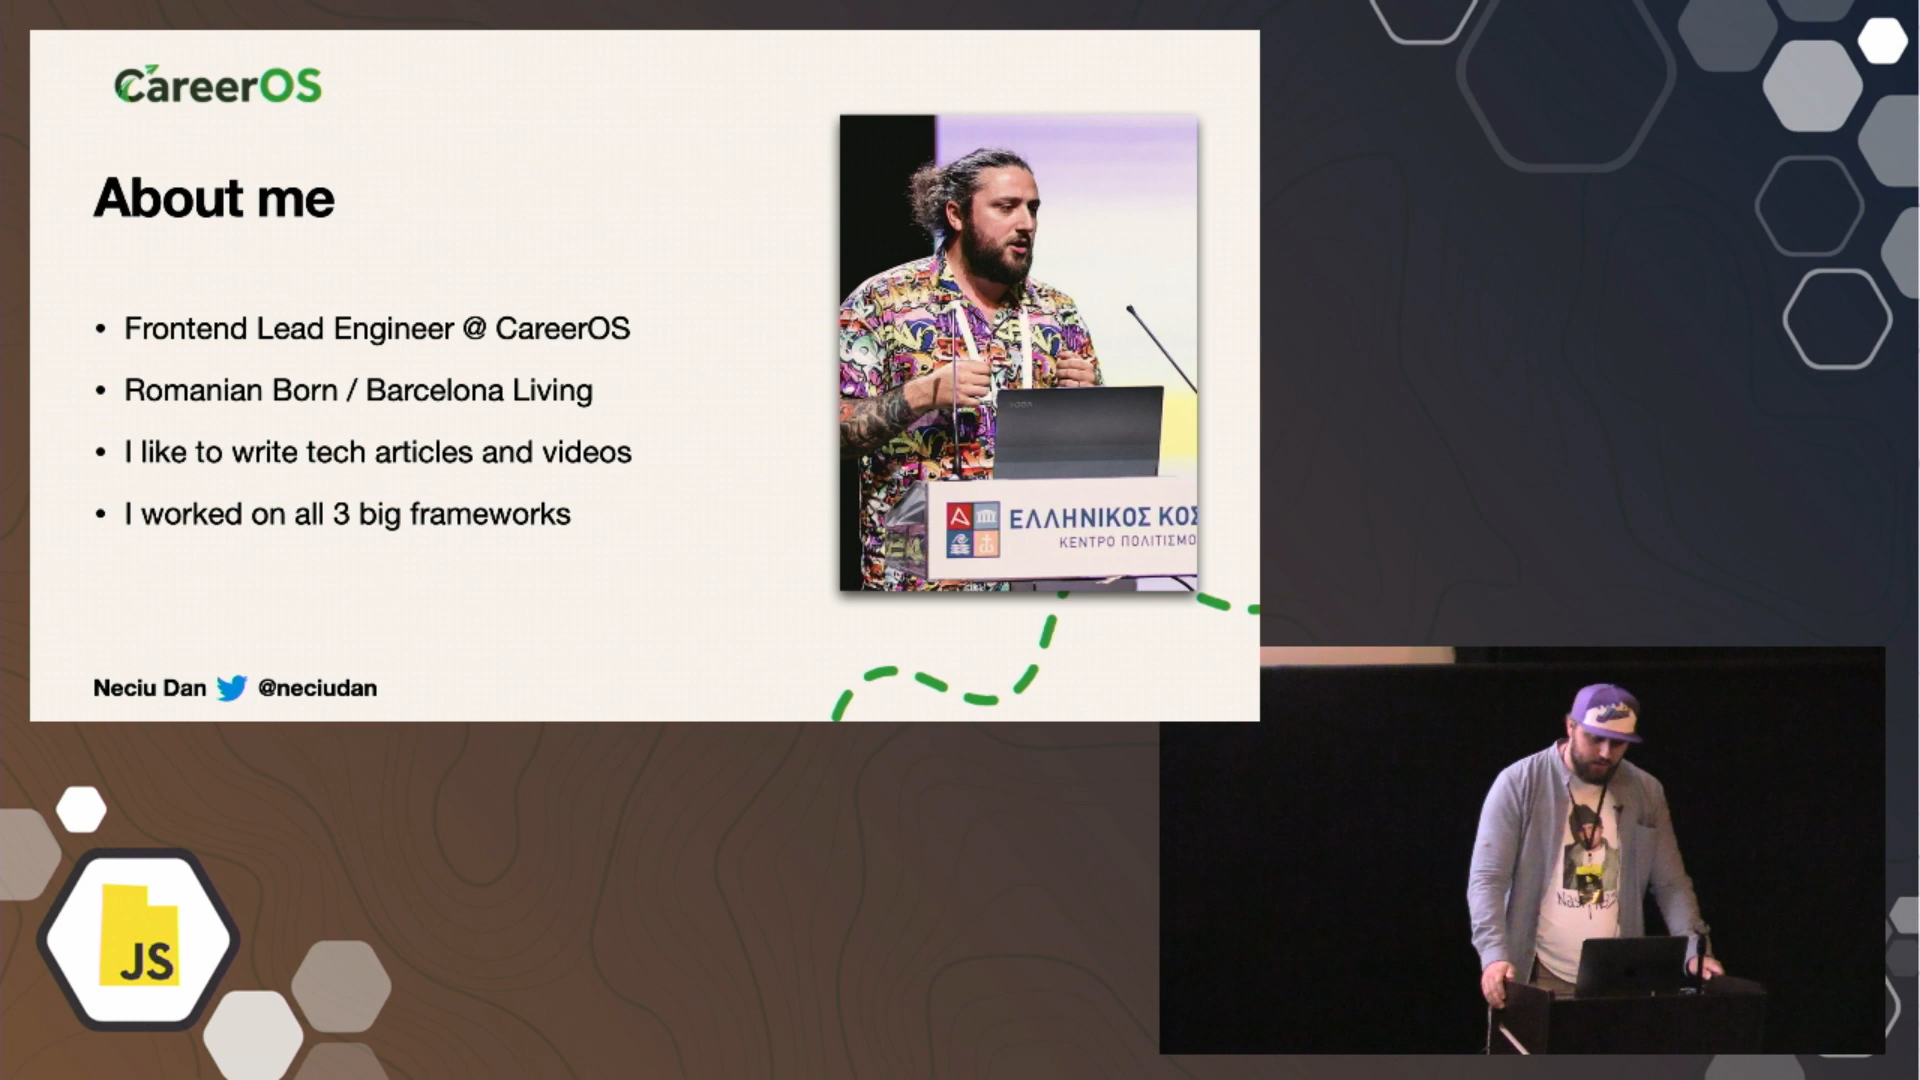 CareerOS
About me
• Frontend Lead Engineer @ CareerOS
• Romanian Born / Barcelona Living
• I like to write tech articles and videos
• I worked on all 3 big frameworks
YOGA
ΕΛΛΗΝΙΚΟΣ ΚΟΣ
ΚΕΝΤΡΟ ΠΟΛΙΤΙΣΜΟ
Neciu Dan @neciudan
JS